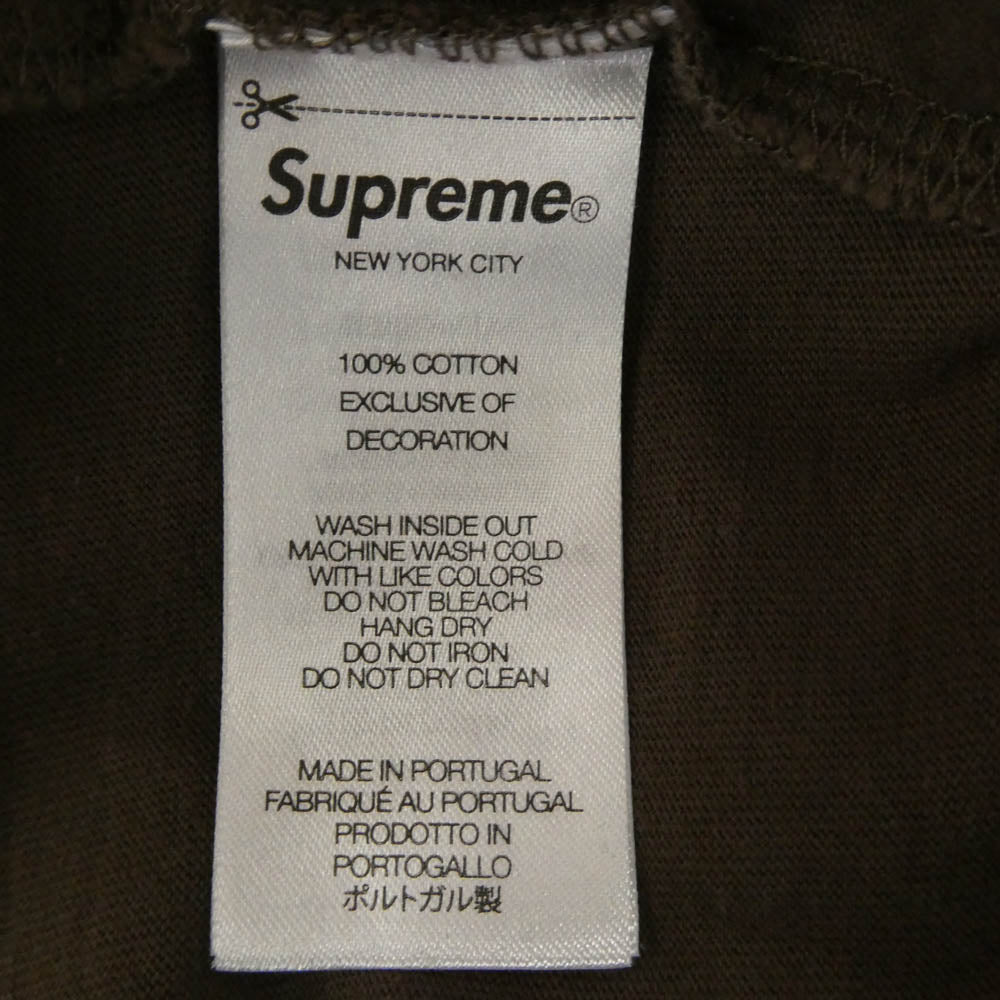 Supreme®
NEW YORK CITY
100% COTTON
EXCLUSIVE OF
DECORATION
WASH INSIDE OUT
MACHINE WASH COLD
WITH LIKE COLORS
DO NOT BLEACH
HANG DRY
DO NOT IRON
DO NOT DRY CLEAN
MADE IN PORTUGAL
FABRIQUÉ AU PORTUGAL
PRODOTTO IN
PORTOGALLO
ポルトガル製